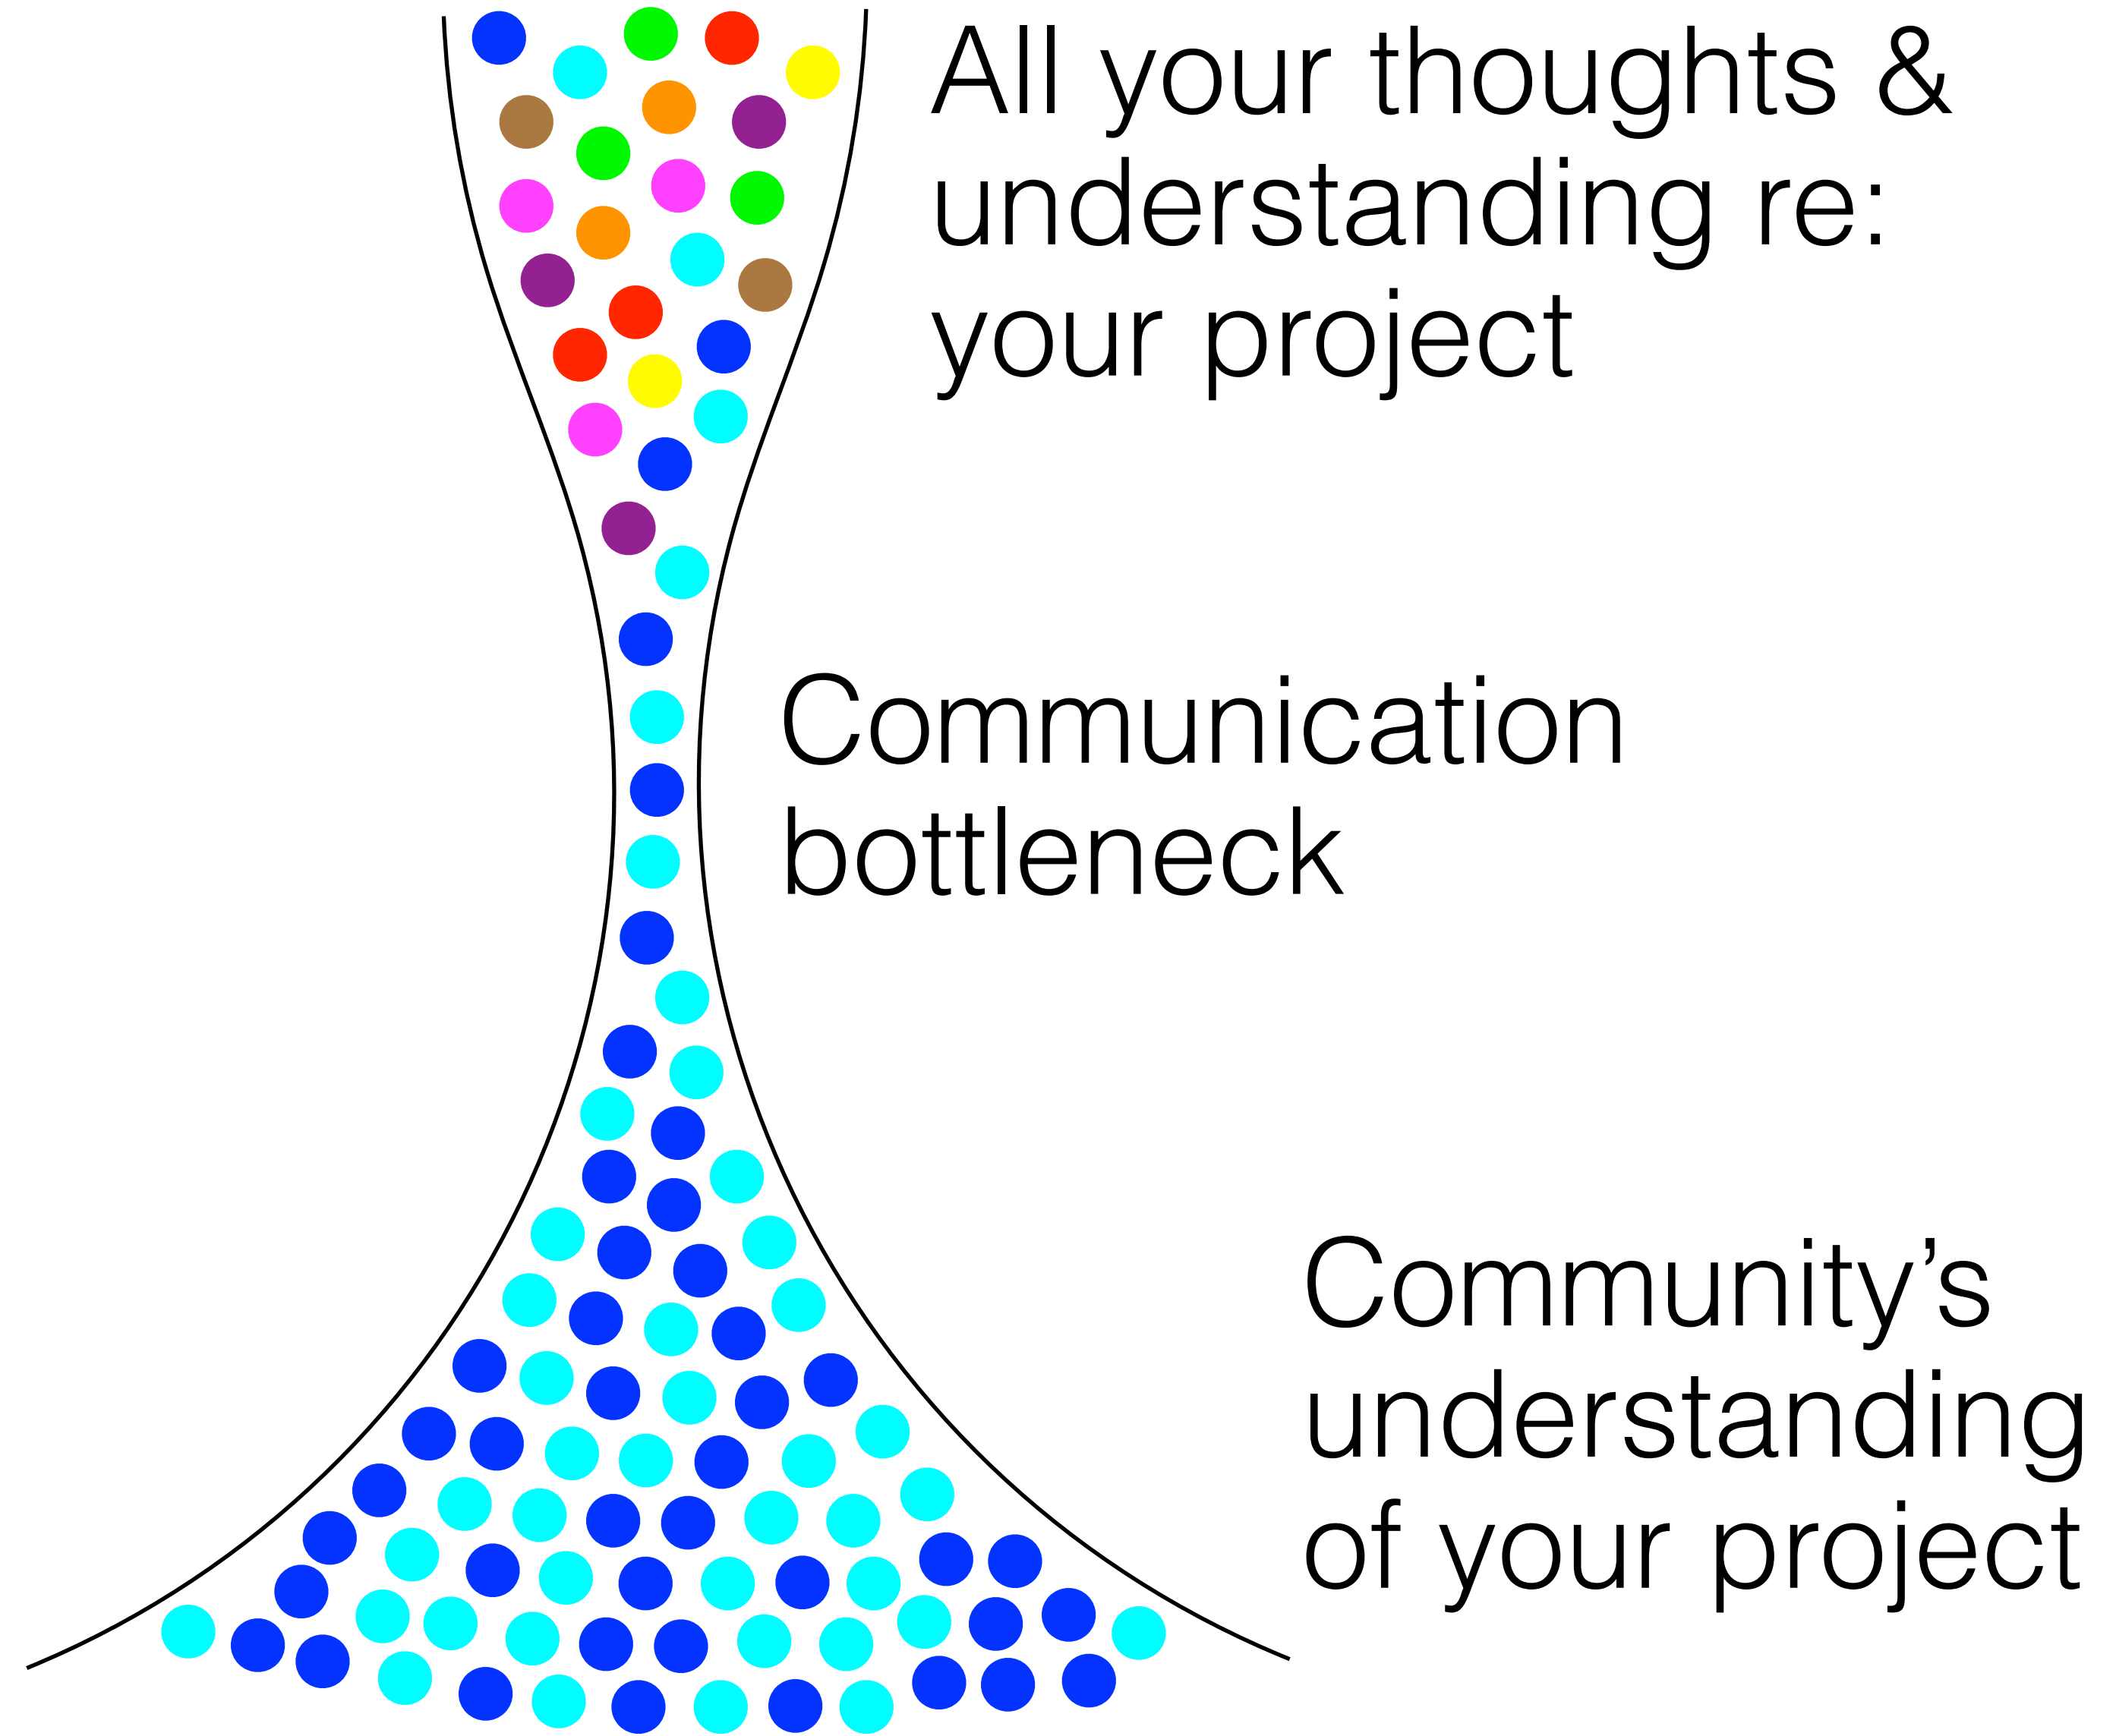 All your thoughts &
understanding re:
your project
Communication
bottleneck
Community’s
understanding
of your project